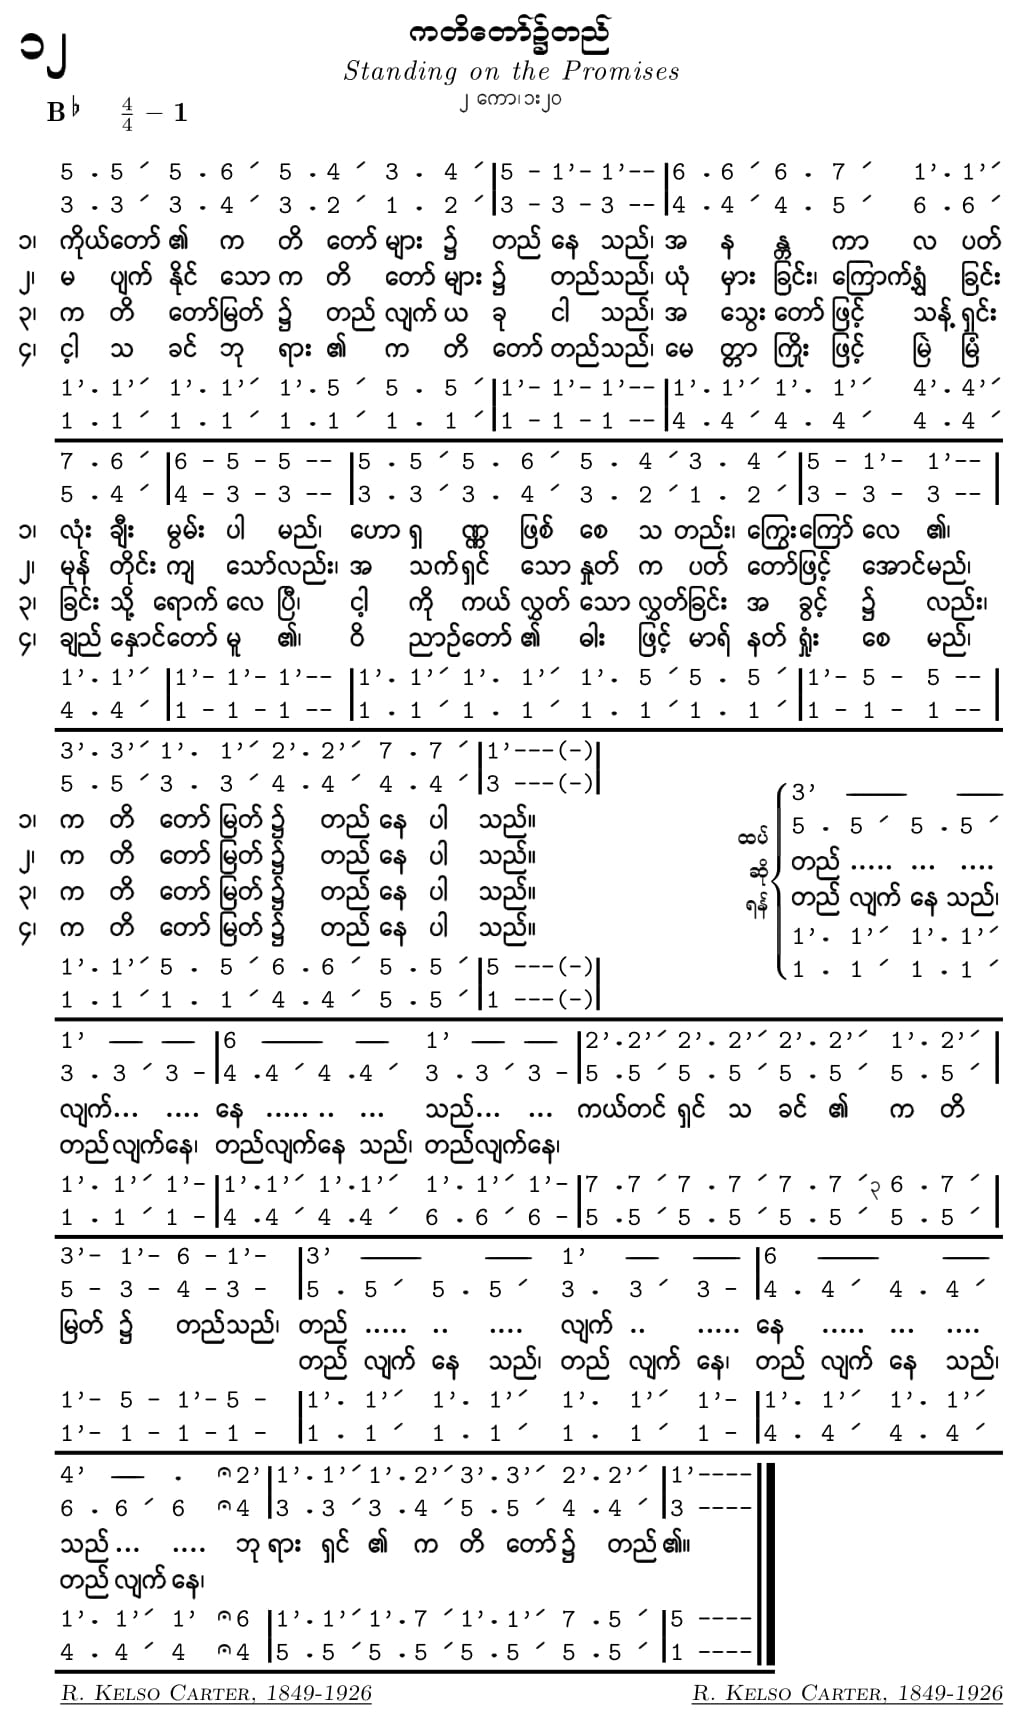 ၁၂
ကတိတော်၌တည်
Standing on the Promises
၂ ကော၊၁း၂၀
B♭ 4/4 – 1
5 . 5 ᐟ 5 . 6 ᐟ 5 . 4 ᐟ 3 . 4 ᐟ |5 – 1’– 1’–– |6 . 6 ᐟ 6 . 7 ᐟ 1’. 1’ᐟ
3 . 3 ᐟ 3 . 4 ᐟ 3 . 2 ᐟ 1 . 2 ᐟ |3 – 3 – 3 –– |4 . 4 ᐟ 4 . 5 ᐟ 6 . 6 ᐟ
၁၊ ကိုယ်တော် ၏ က တိ တော် များ ၌ တည် နေ သည်၊ အ န န္တ ကာ လ ပတ်
၂၊ မ ပျက် နိုင် သော က တိ တော် များ ၌ တည်သည်၊ ယုံ မှား ခြင်း၊ ကြောက်ရွှံ ခြင်း
၃၊ က တိ တော်မြတ် ၌ တည် လျက် ယ ခု ငါ သည်၊ အ သွေး တော် ဖြင့် သန့် ရှင်း
၄၊ ငှါ သ ခင် ဘု ရား ၏ က တိ တော် တည်သည်၊ မေ တ္တာ ကြိုး ဖြင့် မြဲ မြံ
1’. 1’ᐟ 1’. 1’ᐟ 1’. 5 ᐟ 5 . 5 ᐟ |1’– 1’– 1’–– |1’. 1’ᐟ 1’. 1’ᐟ 4’. 4’ᐟ
1 . 1 ᐟ 1 . 1 ᐟ 1 . 1 ᐟ 1 . 1 ᐟ |1 – 1 – 1 –– |4 . 4 ᐟ 4 . 4 ᐟ 4 . 4 ᐟ
7 . 6 ᐟ |6 – 5 – 5 –– |5 . 5 ᐟ 5 . 6 ᐟ 5 . 4 ᐟ 3 . 4 ᐟ |5 – 1’– 1’–– |
5 . 4 ᐟ |4 – 3 – 3 –– |3 . 3 ᐟ 3 . 4 ᐟ 3 . 2 ᐟ 1 . 2 ᐟ |3 – 3 – 3 –– |
၁၊ လုံး ချီး မွမ်း ပါ မည်၊ ဟော ရှ ဏ္ဏ ဖြစ် စေ သ တည်း၊ ကြွေးကြော် လေ ၏၊
၂၊ မုန် တိုင်း ကျ သော်လည်း၊ အ သက်ရှင် သော နှုတ် က ပတ် တော်ဖြင့် အောင်မည်၊
၃၊ ခြင်း သို့ ရောက် လေ ပြီ၊ ငှါ ကို ကယ် လွှတ် သော လွှတ်ခြင်း အ ခွင့် ၌ လည်း၊
၄၊ ချည် နှောင်တော် မူ ၏၊ ဝိ ညာဉ်တော် ၏ ဓါး ဖြင့် မာရ် နတ် ရှုံး စေ မည်၊
1’. 1’ᐟ |1’– 1’– 1’–– |1’. 1’ᐟ 1’. 1’ᐟ 1’. 5 ᐟ 5 . 5 ᐟ |1’– 5 – 5 –– |
4 . 4 ᐟ |1 – 1 – 1 –– |1 . 1 ᐟ 1 . 1 ᐟ 1 . 1 ᐟ 1 . 1 ᐟ |1 – 1 – 1 –– |
3’. 3’ᐟ 1’. 1’ᐟ 2’. 2’ᐟ 7 . 7 ᐟ |1’–––(–)|
5 . 5 ᐟ 3 . 3 ᐟ 4 . 4 ᐟ 4 . 4 ᐟ |3 –––(–)|
၁၊ က တိ တော် မြတ် ၌ တည် နေ ပါ သည်။
၂၊ က တိ တော် မြတ် ၌ တည် နေ ပါ သည်။
၃၊ က တိ တော် မြတ် ၌ တည် နေ ပါ သည်။
၄၊ က တိ တော် မြတ် ၌ တည် နေ ပါ သည်။
1’. 1’ᐟ 5 . 5 ᐟ 6 . 6 ᐟ 5 . 5 ᐟ |5 –––(–)|
1 . 1 ᐟ 1 . 1 ᐟ 4 . 4 ᐟ 5 . 5 ᐟ |1 –––(–)|
ထပ်
ဆို
ရန်
3’ —— ——
5 . 5 ᐟ 5 . 5 ᐟ
တည် ..... ... ....
တည် လျက် နေ သည်၊
1’. 1’ᐟ 1’. 1’ᐟ
1 . 1 ᐟ 1 . 1 ᐟ
1’ — — |6 —— — 1’ — — |2’.2’ᐟ 2’. 2’ᐟ 2’. 2’ᐟ 1’. 2’ᐟ |
3 . 3 ᐟ 3 – |4 .4 ᐟ 4 .4 ᐟ 3 . 3 ᐟ 3 – |5 .5 ᐟ 5 . 5 ᐟ 5 . 5 ᐟ 5 . 5 ᐟ |
လျက်... .... နေ ..... .. ... သည်... ... ကယ်တင် ရှင် သ ခင် ၏ က တိ
တည်လျက်နေ၊ တည်လျက်နေ သည်၊ တည်လျက်နေ၊
1’. 1’ᐟ 1’– |1’.1’ᐟ 1’.1’ᐟ 1’. 1’ᐟ 1’– |7 .7 ᐟ 7 . 7 ᐟ 7 . 7 ᐟ၃ 6 . 7 ᐟ |
1 . 1 ᐟ 1 – |4 .4 ᐟ 4 .4 ᐟ 6 . 6 ᐟ 6 – |5 .5 ᐟ 5 . 5 ᐟ 5 . 5 ᐟ 5 . 5 ᐟ |
3’– 1’– 6 – 1’– |3’ —— — 1’ — — |6 —— —
5 – 3 – 4 – 3 – |5 . 5 ᐟ 5 . 5 ᐟ 3 . 3 ᐟ 3 – |4 . 4 ᐟ 4 . 4 ᐟ
မြတ် ၌ တည်သည်၊ တည် ..... .. .... လျက် .. ..... နေ ..... ... ....
တည် လျက် နေ သည်၊ တည် လျက် နေ၊ တည် လျက် နေ သည်၊
1’– 5 – 1’– 5 – |1’. 1’ᐟ 1’. 1’ᐟ 1’. 1’ᐟ 1’– |1’. 1’ᐟ 1’. 1’ᐟ
1’– 1 – 1 – 1 – |1 . 1 ᐟ 1 . 1 ᐟ 1 . 1 ᐟ 1 – |4 . 4 ᐟ 4 . 4 ᐟ
4’ — . 𝄐2’ |1’. 1’ᐟ 1’. 2’ᐟ 3’. 3’ᐟ 2’. 2’ᐟ |1’––––
6 . 6 ᐟ 6 𝄐4 |3 . 3 ᐟ 3 . 4 ᐟ 5 . 5 ᐟ 4 . 4 ᐟ |3 ––––
သည် ... .... ဘု ရား ရှင် ၏ က တိ တော် ၌ တည် ၏။
တည် လျက် နေ၊
1’. 1’ᐟ 1’ 𝄐6 |1’. 1’ᐟ 1’. 7 ᐟ 1’. 1’ᐟ 7 . 5 ᐟ |5 ––––
4 . 4 ᐟ 4 𝄐4 |5 . 5 ᐟ 5 . 5 ᐟ 5 . 5 ᐟ 5 . 5 ᐟ |1 ––––
R. Kelso Carter, 1849-1926 R. Kelso Carter, 1849-1926